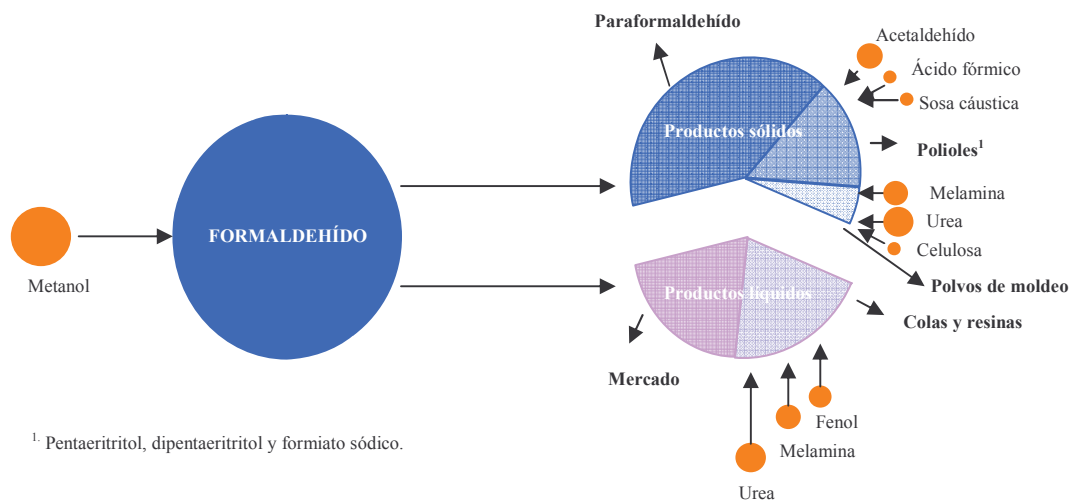 Paraformaldehído
Acetaldehído
Ácido fórmico
Sosa cáustica
Productos sólidos
Polioles¹
Melamina
Urea
Celulosa
Polvos de moldeo
FORMALDEHÍDO
Metanol
Productos líquidos
Colas y resinas
Mercado
Fenol
Melamina
Urea
1. Pentaeritritol, dipentaeritritol y formiato sódico.